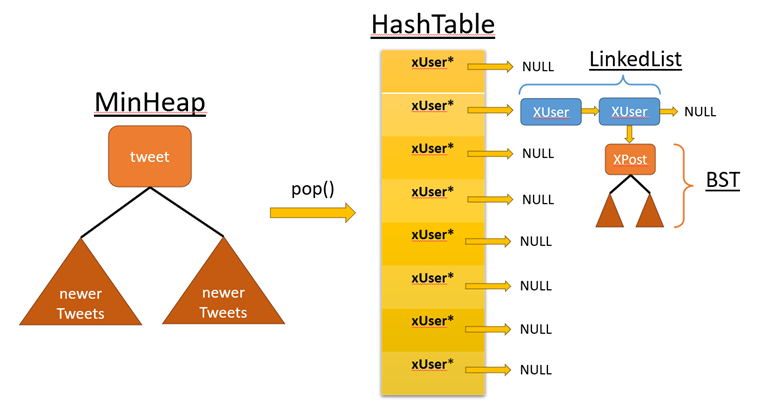 HashTable
MinHeap
tweet
newer
Tweets
newer
Tweets
pop()
xUser*
NULL
xUser*
xUser*
NULL
xUser*
NULL
xUser*
NULL
xUser*
NULL
xUser*
NULL
xUser*
NULL
LinkedList
XUser
XUser
NULL
XPost
BST